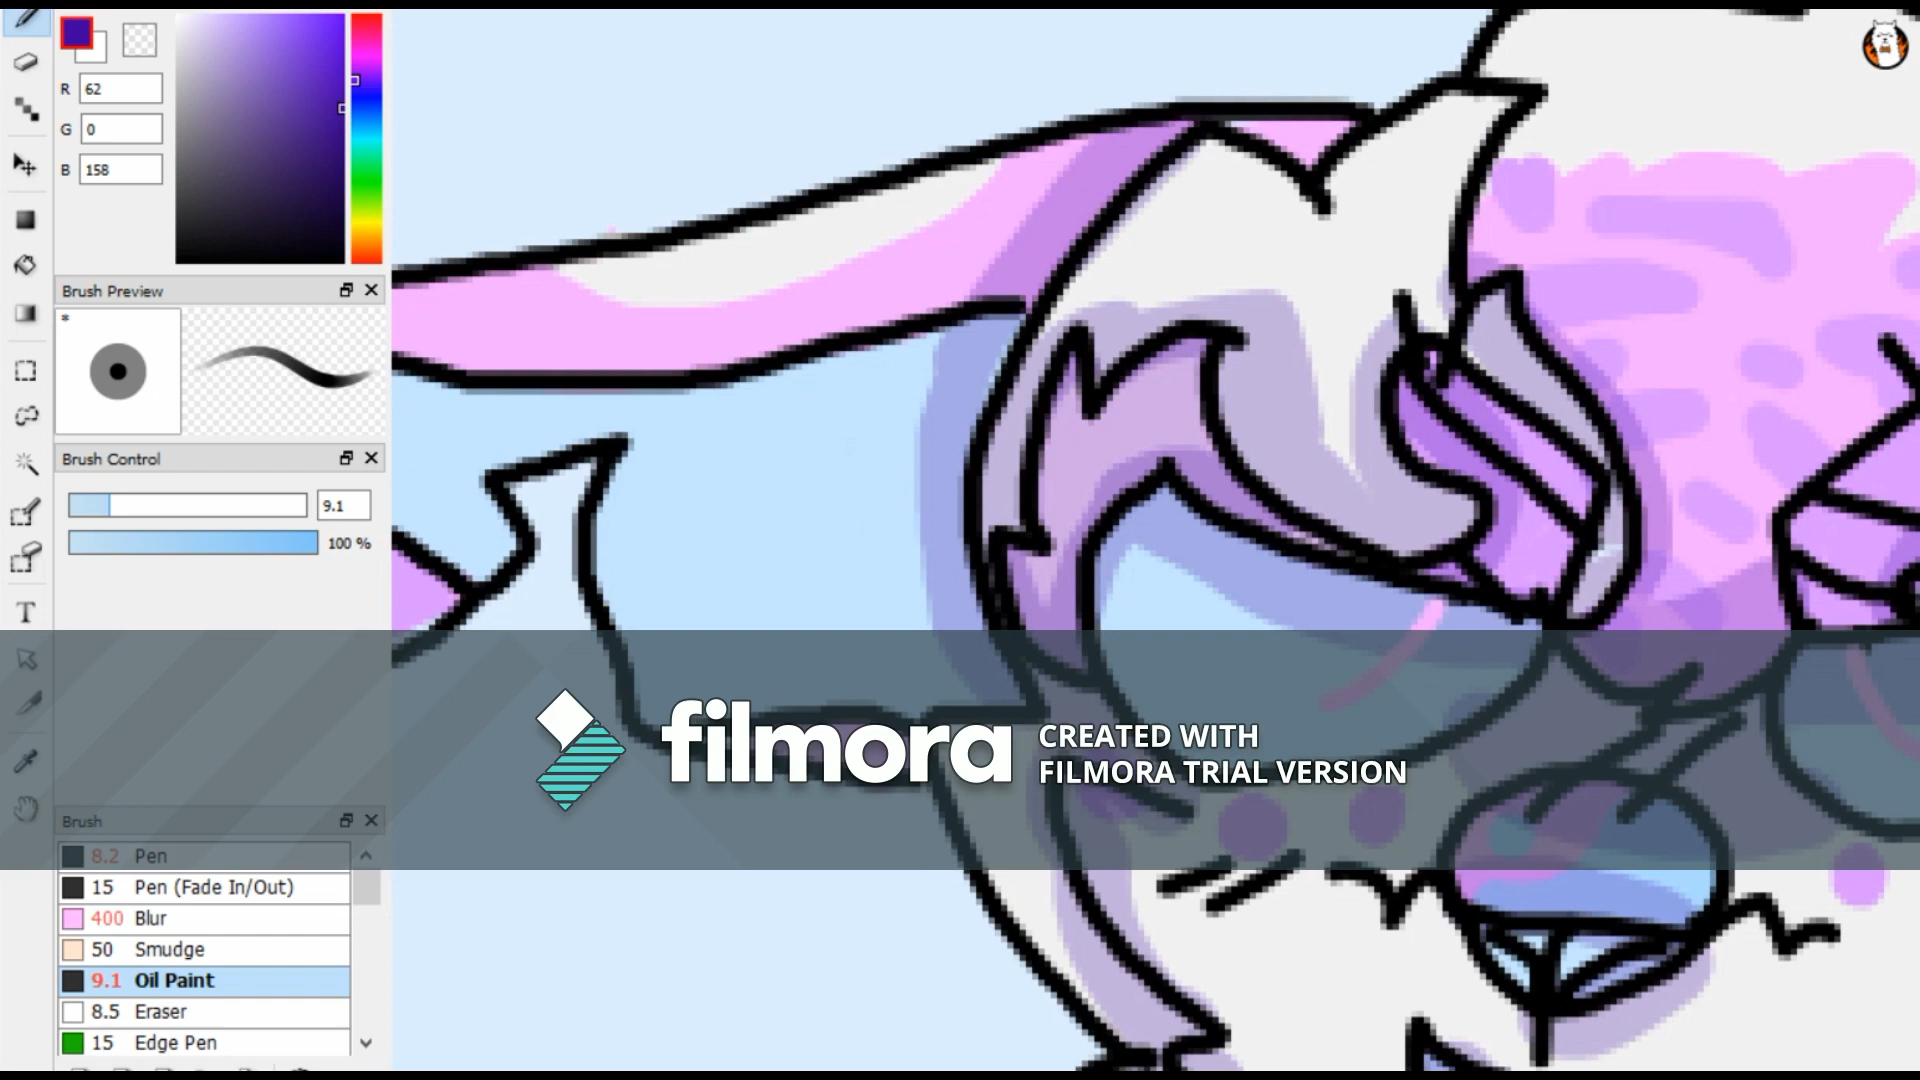 R 62
G 0
B 158
Brush Preview
*
Brush Control
9.1
100 %
T
filmora
CREATED WITH
FILMORA TRIAL VERSION
Brush
8.2 Pen
15 Pen (Fade In/Out)
400 Blur
50 Smudge
9.1 Oil Paint
8.5 Eraser
15 Edge Pen